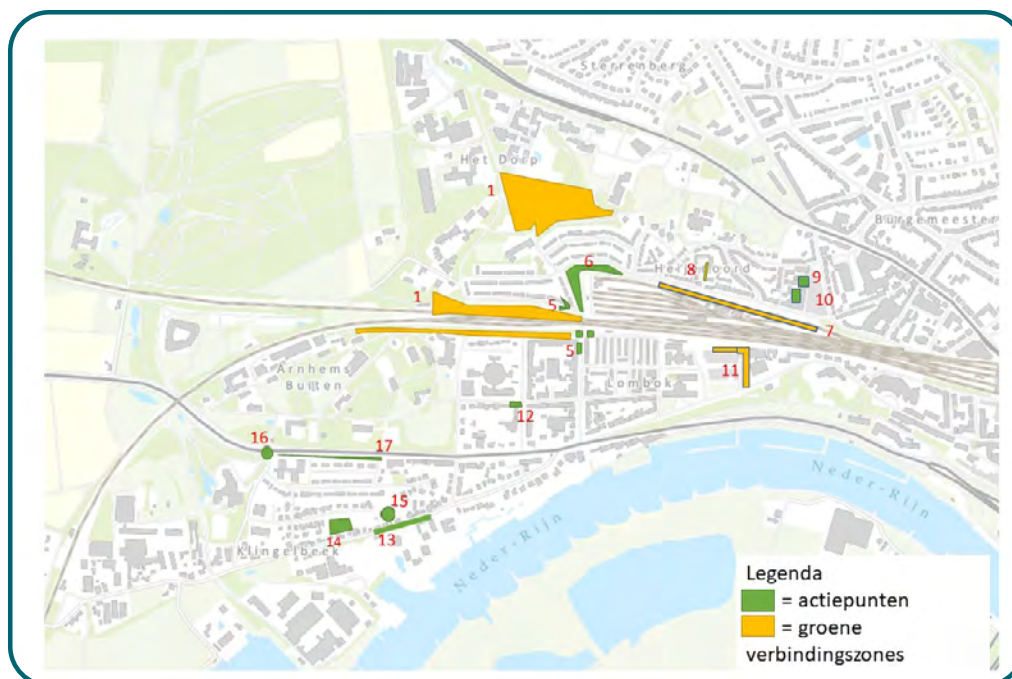 Sterrenberg
Het Dorp
1
Burgemeester
6
8
9
10
1
5
7
5
11
Arnhems
Buiten
Lombok
12
16
17
15
13
14
Klingelbeek
Neder-Rijn
Neder-Rijn
Legenda
= actiepunten
= groene
verbindingszones